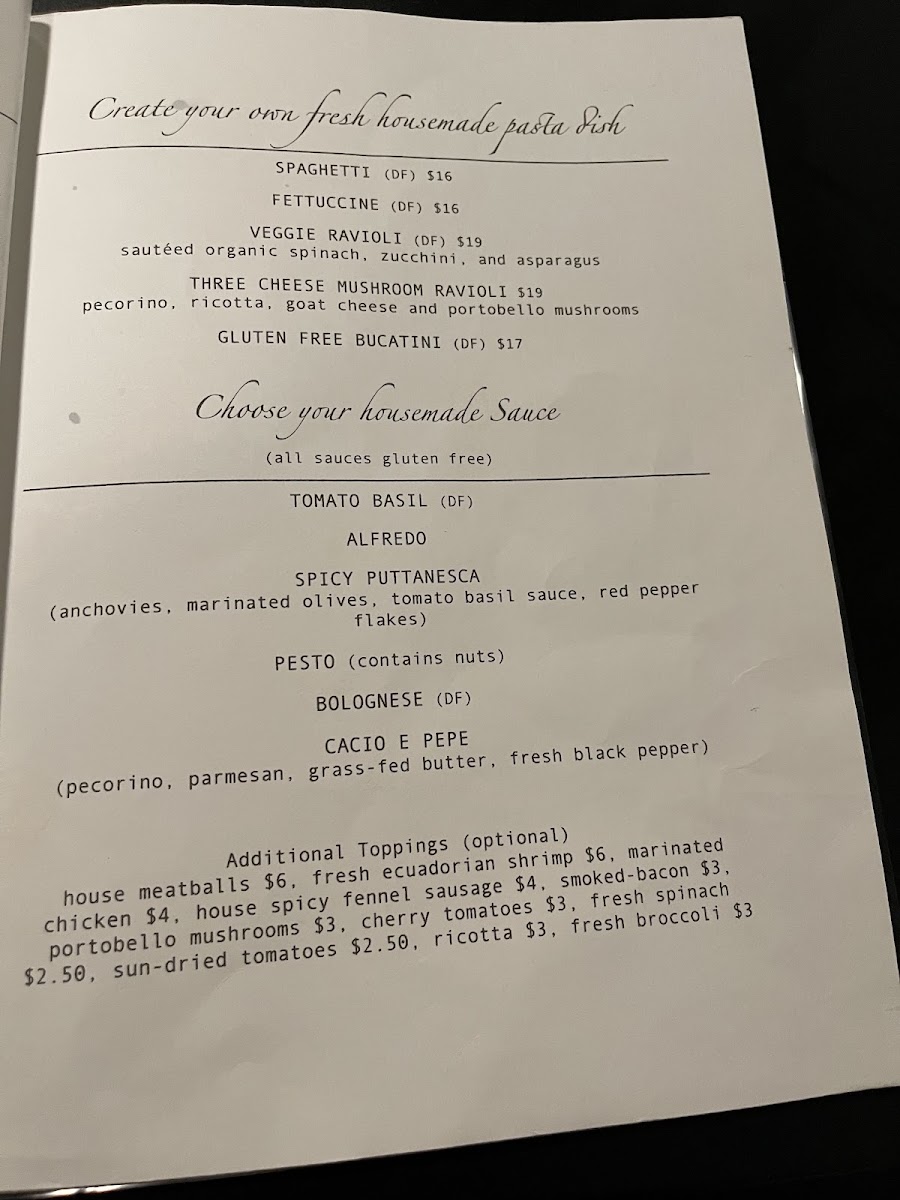 Create your own fresh housemade pasta dish
SPAGHETTI (DF) $16
FETTUCCINE (DF) $16
VEGGIE RAVIOLI (DF) $19
sautéed organic spinach, zucchini, and asparagus
THREE CHEESE MUSHROOM RAVIOLI $19
pecorino, ricotta, goat cheese and portobello mushrooms
GLUTEN FREE BUCATINI (DF) $17
Choose your housemade Sauce
(all sauces gluten free)
TOMATO BASIL (DF)
ALFREDO
SPICY PUTTANESCA
(anchovies, marinated olives, tomato basil sauce, red pepper
flakes)
PESTO (contains nuts)
BOLOGNESE (DF)
CACIO E PEPE
(pecorino, parmesan, grass-fed butter, fresh black pepper)
Additional Toppings (optional)
house meatballs $6, fresh ecuadorian shrimp $6, marinated
chicken $4, house spicy fennel sausage $4, smoked-bacon $3,
portobello mushrooms $3, cherry tomatoes $3, fresh spinach
$2.50, sun-dried tomatoes $2.50, ricotta $3, fresh broccoli $3